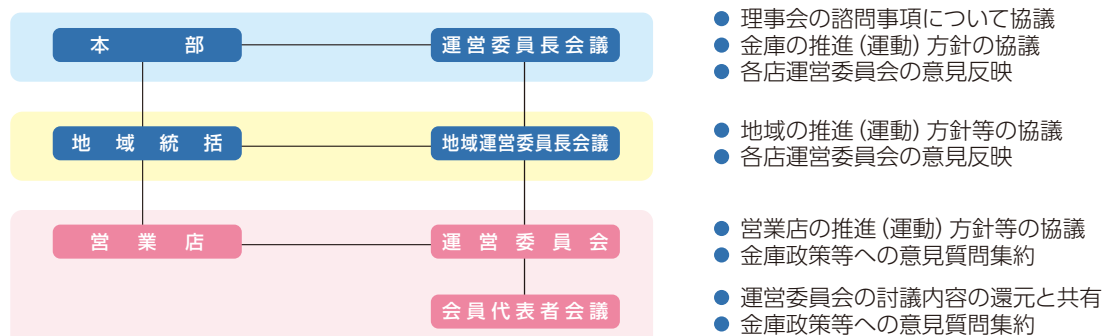 本部
運営委員長会議
● 理事会の諮問事項について協議
● 金庫の推進(運動)方針の協議
● 各店運営委員会の意見反映
地域統括
地域運営委員長会議
● 地域の推進(運動)方針等の協議
● 各店運営委員会の意見反映
営業店
運営委員会
● 営業店の推進(運動)方針等の協議
● 金庫政策等への意見質問集約
会員代表者会議
● 運営委員会の討議内容の還元と共有
● 金庫政策等への意見質問集約